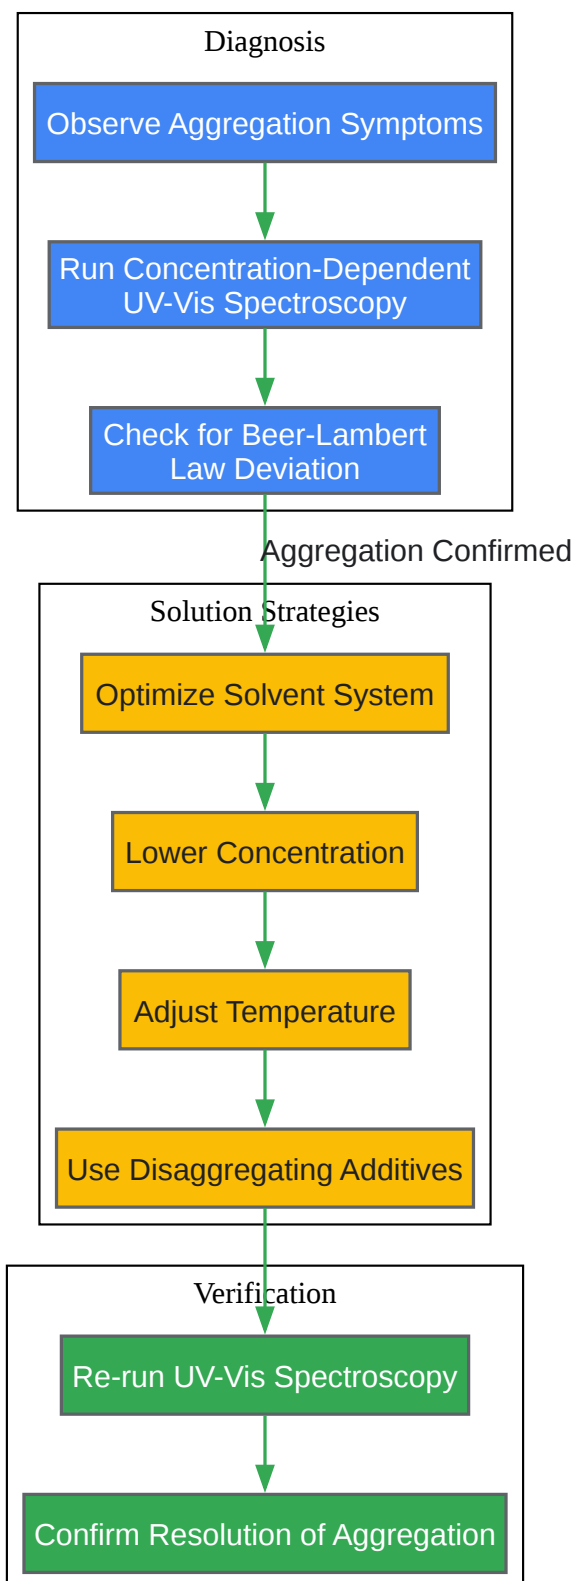 Diagnosis
Observe Aggregation Symptoms
Run Concentration-Dependent
UV-Vis Spectroscopy
Check for Beer-Lambert
Law Deviation
Aggregation Confirmed
Solution Strategies
Optimize Solvent System
Lower Concentration
Adjust Temperature
Use Disaggregating Additives
Verification
Re-run UV-Vis Spectroscopy
Confirm Resolution of Aggregation